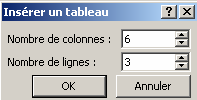 Insérer un tableau
Nombre de colonnes : 6
Nombre de lignes : 3
OK Annuler